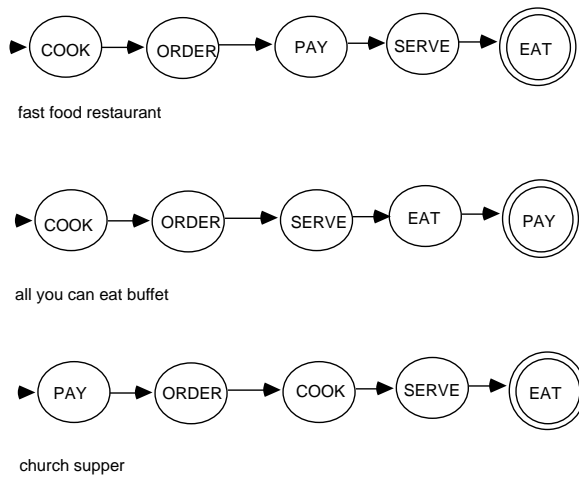 COOK ORDER PAY SERVE EAT
fast food restaurant
COOK ORDER SERVE EAT PAY
all you can eat buffet
PAY ORDER COOK SERVE EAT
church supper